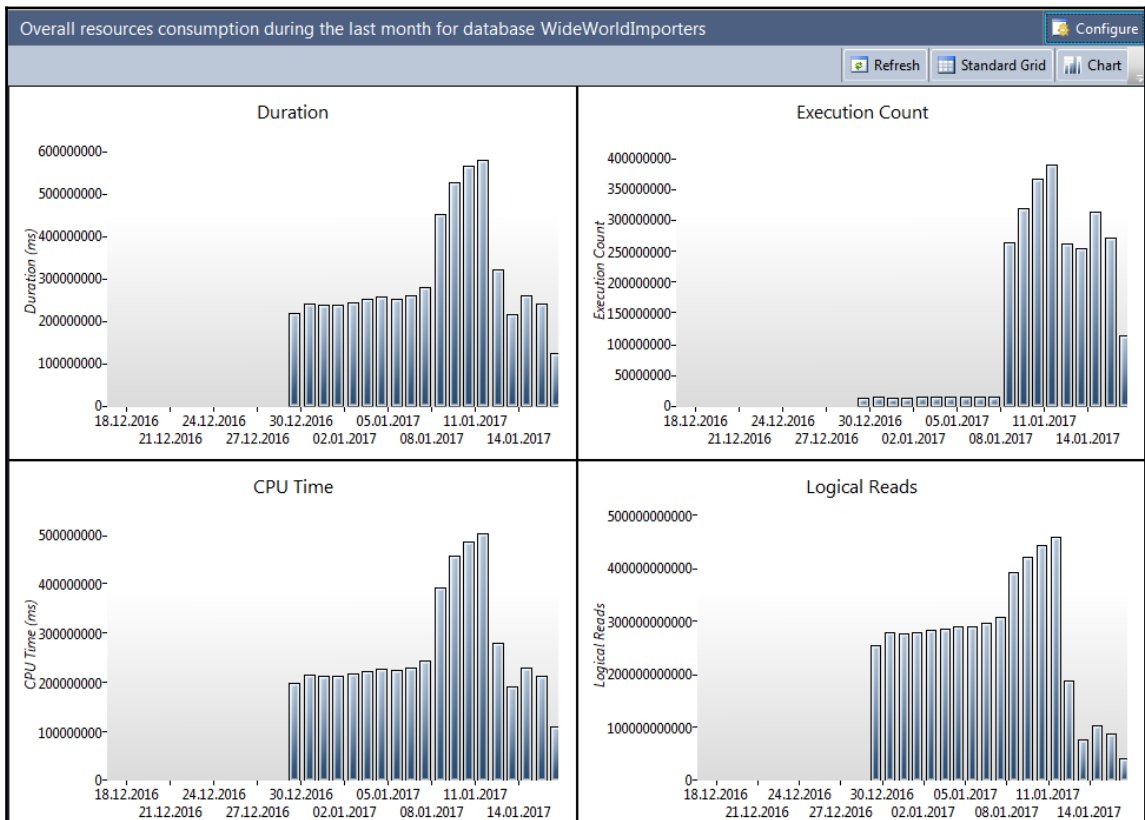 Overall resources consumption during the last month for database WideWorldImporters
Configure
Refresh
Standard Grid
Chart
Duration
Duration (ms)
600000000
500000000
400000000
300000000
200000000
100000000
0
18.12.2016 24.12.2016 30.12.2016 05.01.2017 11.01.2017
21.12.2016 27.12.2016 02.01.2017 08.01.2017 14.01.2017
Execution Count
Execution Count
400000000
350000000
300000000
250000000
200000000
150000000
100000000
50000000
0
18.12.2016 24.12.2016 30.12.2016 05.01.2017 11.01.2017
21.12.2016 27.12.2016 02.01.2017 08.01.2017 14.01.2017
CPU Time
CPU Time (ms)
500000000
400000000
300000000
200000000
100000000
0
18.12.2016 24.12.2016 30.12.2016 05.01.2017 11.01.2017
21.12.2016 27.12.2016 02.01.2017 08.01.2017 14.01.2017
Logical Reads
Logical Reads
500000000000
400000000000
300000000000
200000000000
100000000000
0
18.12.2016 24.12.2016 30.12.2016 05.01.2017 11.01.2017
21.12.2016 27.12.2016 02.01.2017 08.01.2017 14.01.2017